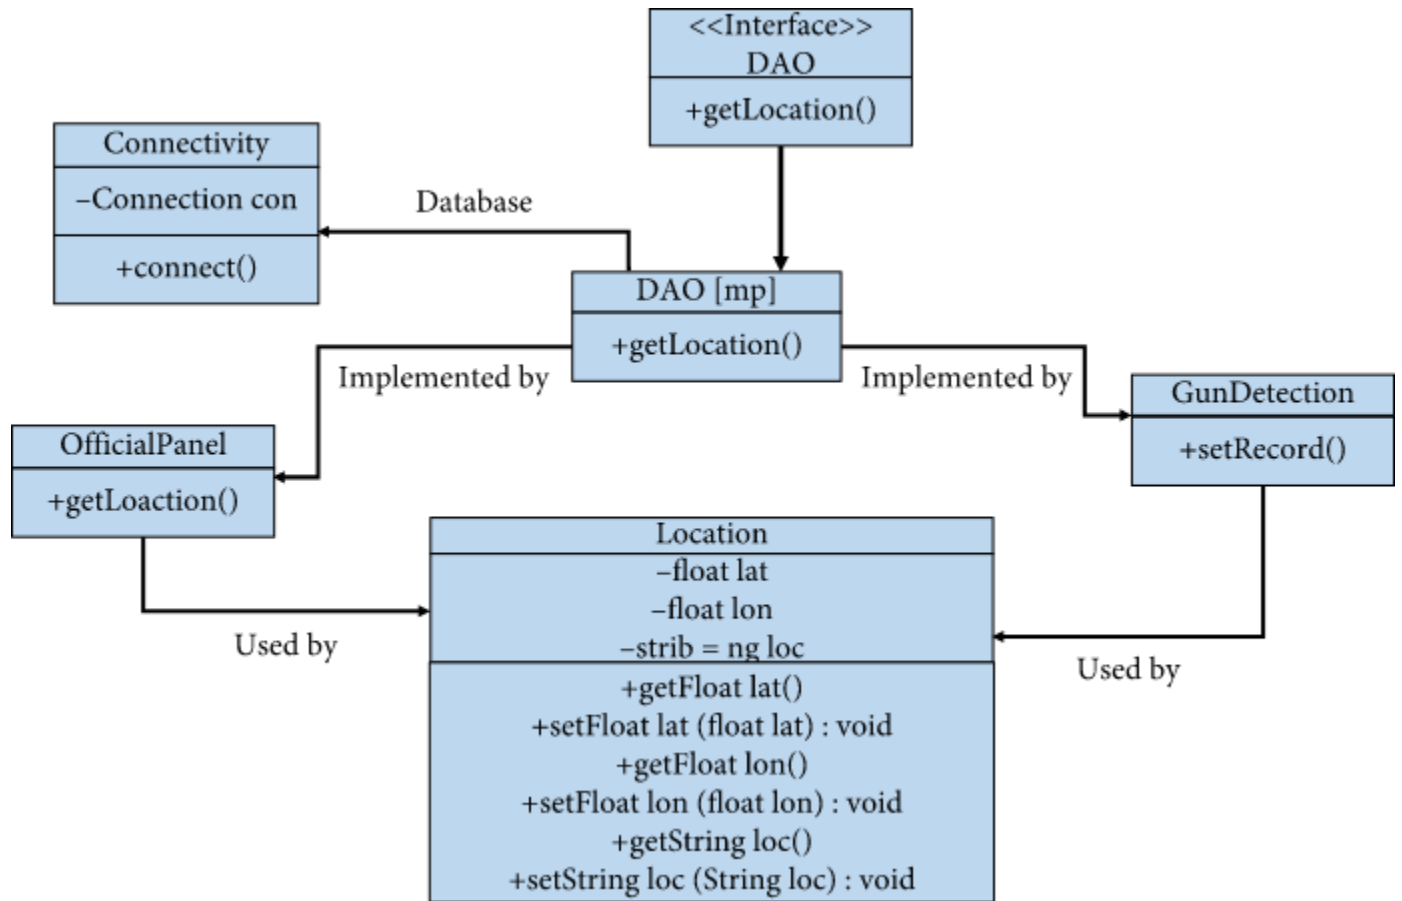 <<Interface>>
DAO
+getLocation()
Connectivity
–Connection con
+connect()
Database
DAO [mp]
+getLocation()
Implemented by
Implemented by
GunDetection
+setRecord()
OfficialPanel
+getLoaction()
Location
–float lat
–float lon
–strib = ng loc
+getFloat lat()
+setFloat lat (float lat) : void
+getFloat lon()
+setFloat lon (float lon) : void
+getString loc()
+setString loc (String loc) : void
Used by
Used by